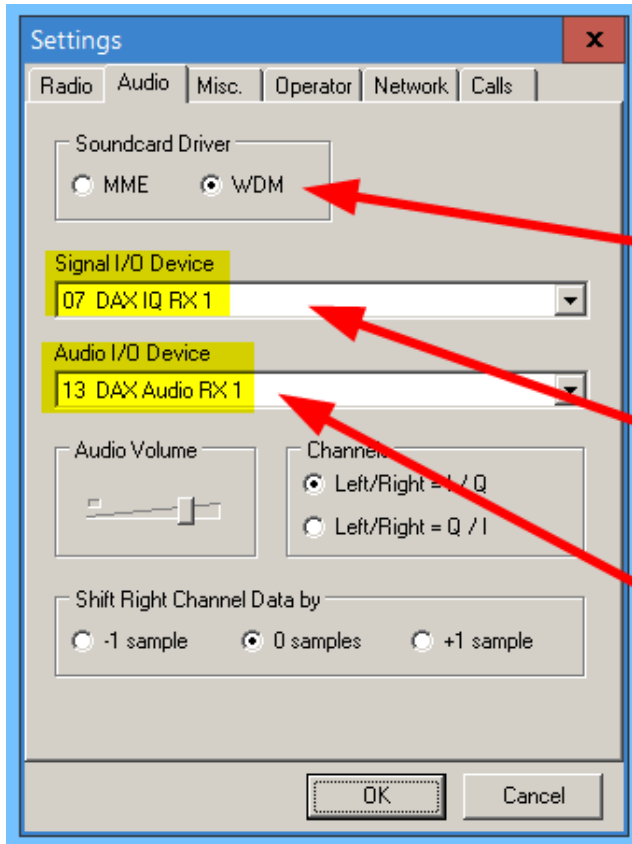 Settings
x
Radio Audio Misc. Operator Network Calls
Soundcard Driver
MME WDM
Signal I/O Device
07 DAX IQ RX 1
Audio I/O Device
13 DAX Audio RX 1
Audio Volume Channels
Left/Right = I / Q
Left/Right = Q / I
Shift Right Channel Data by
-1 sample 0 samples +1 sample
OK Cancel